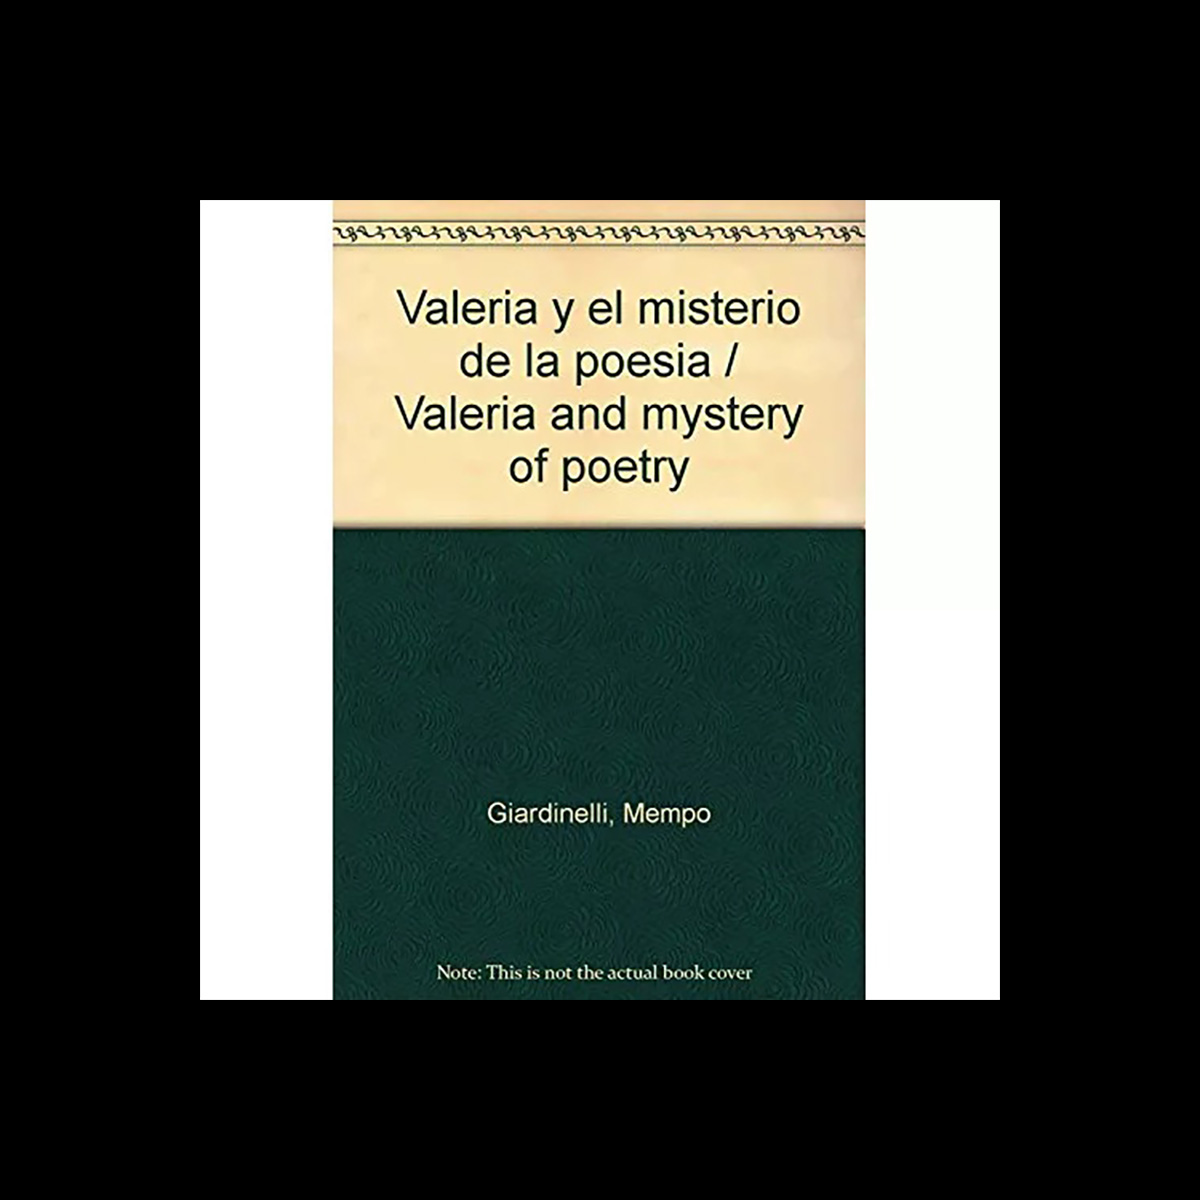 Valeria y el misterio
de la poesia /
Valeria and mystery
of poetry
Giardinelli, Mempo
Note: This is not the actual book cover